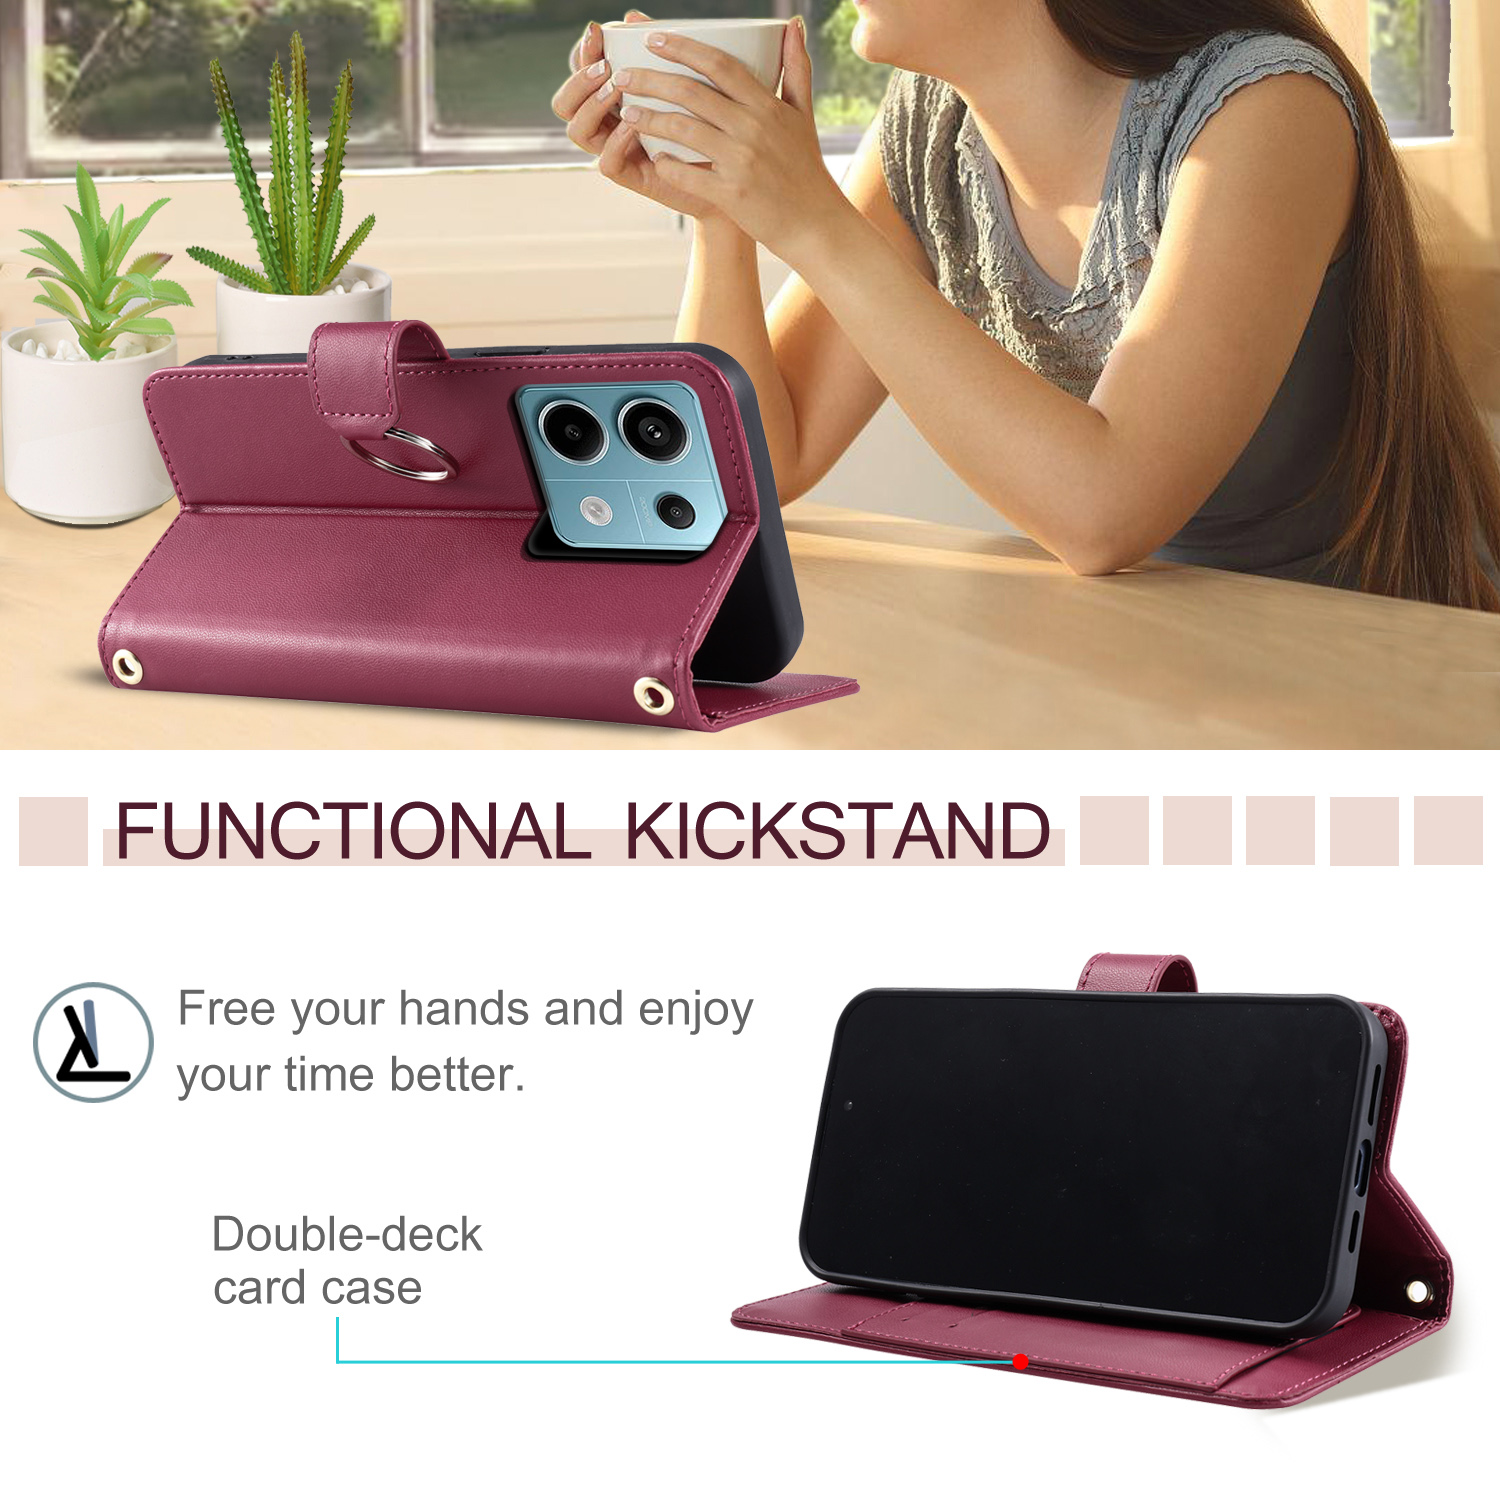 FUNCTIONAL KICKSTAND
Free your hands and enjoy
your time better.
Double-deck
card case